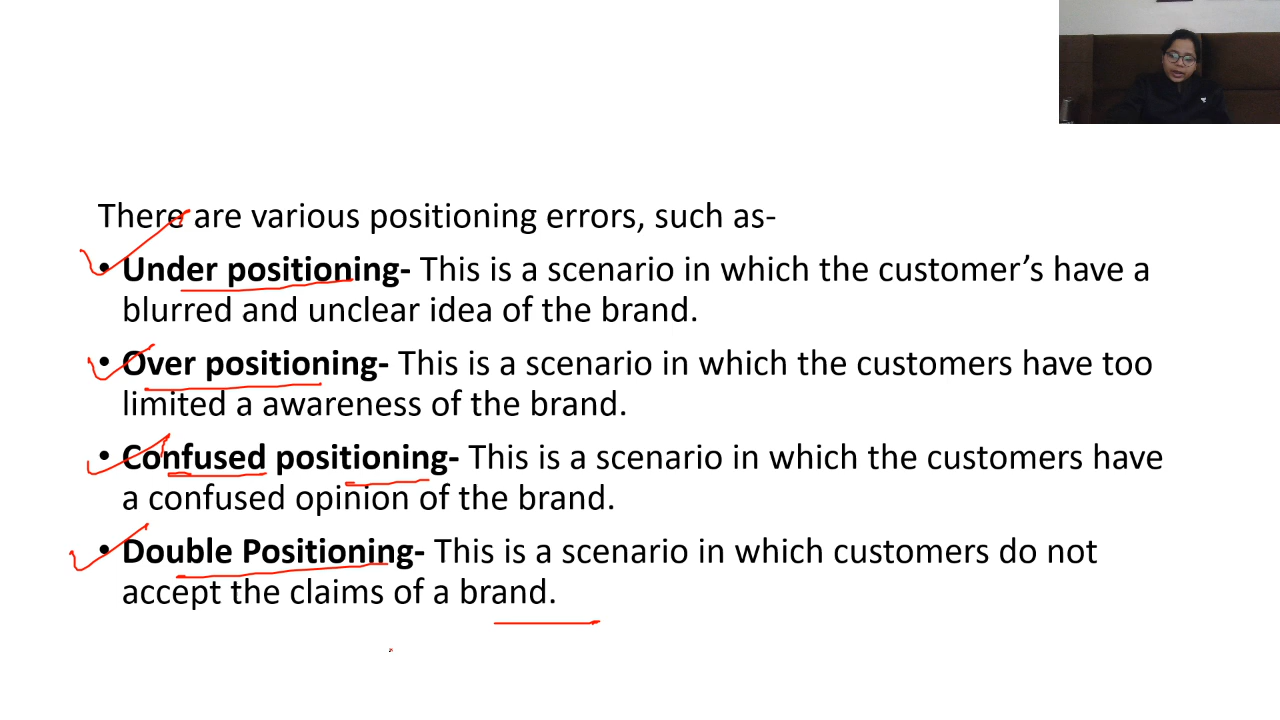 There are various positioning errors, such as-
• Under positioning- This is a scenario in which the customer’s have a
blurred and unclear idea of the brand.
• Over positioning- This is a scenario in which the customers have too
limited a awareness of the brand.
• Confused positioning- This is a scenario in which the customers have
a confused opinion of the brand.
• Double Positioning- This is a scenario in which customers do not
accept the claims of a brand.